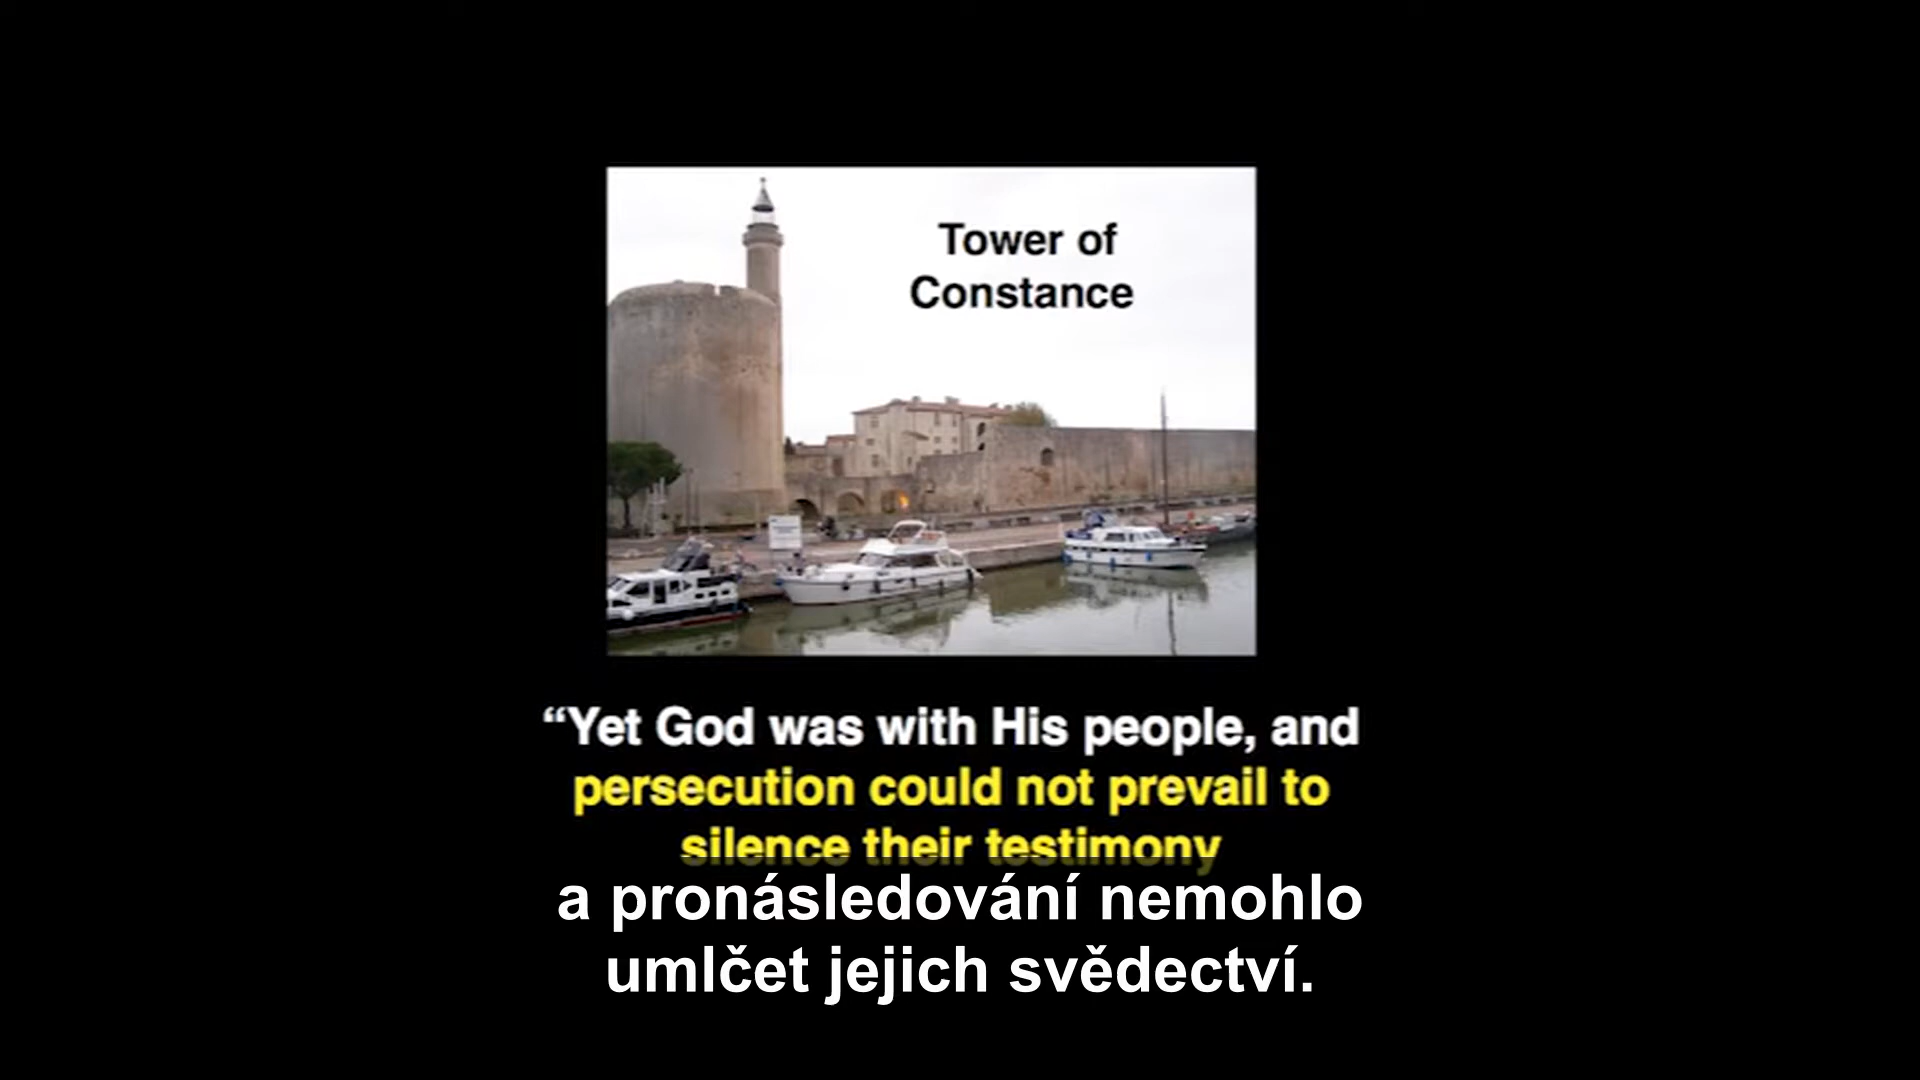 Tower of
Constance
“Yet God was with His people, and
persecution could not prevail to
silence their testimony
a pronásledování nemohlo
umlčet jejich svědectví.